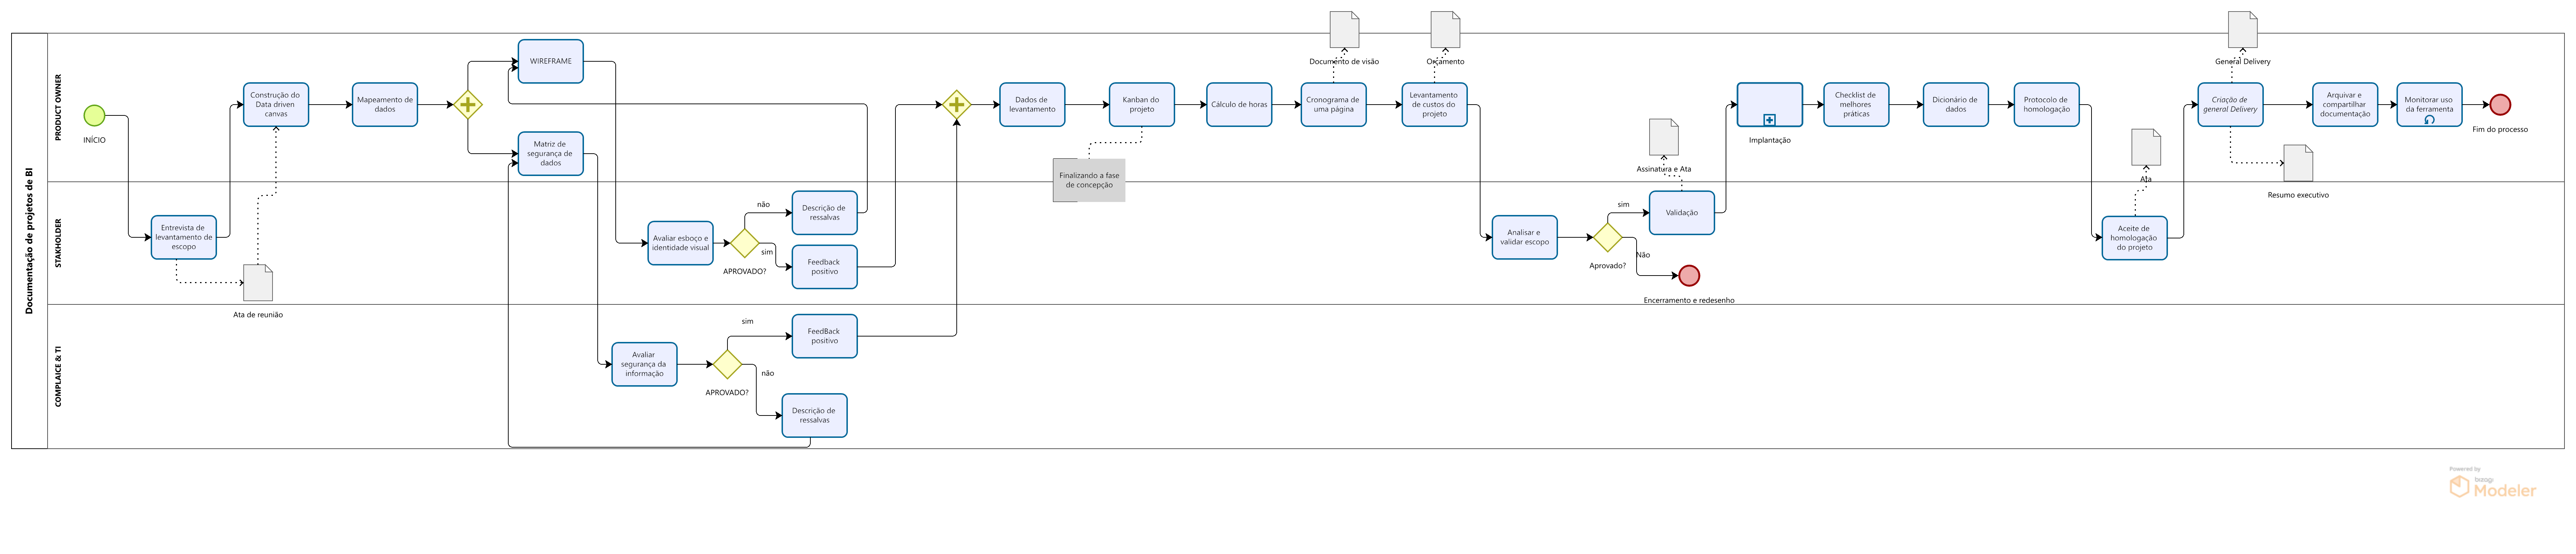 Documentação de projetos de BI
PRODUCT OWNER
INÍCIO
Construção do
Data driven
canvas
Mapeamento de
dados
WIREFRAME
Matriz de
segurança de
dados
Dados de
levantamento
Kanban do
projeto
Cálculo de horas
Cronograma de
uma página
Levantamento
de custos do
projeto
Documento de visão
Orçamento
Finalizando a fase
de concepção
Implantação
Checklist de
melhores
práticas
Dicionário de
dados
Protocolo de
homologação
General Delivery
Criação de
general Delivery
Arquivar e
compartilhar
documentação
Monitorar uso
da ferramenta
Fim do processo
Assinatura e Ata
Ata
Resumo executivo
STAKHOLDER
Entrevista de
levantamento de
escopo
Ata de reunião
Avaliar esboço e
identidade visual
APROVADO?
não
sim
Descrição de
ressalvas
Feedback
positivo
Analisar e
validar escopo
Aprovado?
sim
Não
Validação
Encerramento e redesenho
Aceite de
homologação
do projeto
COMPLAICE & TI
Avaliar
segurança da
informação
APROVADO?
sim
não
FeedBack
positivo
Descrição de
ressalvas
Powered by
bizagi
Modeler